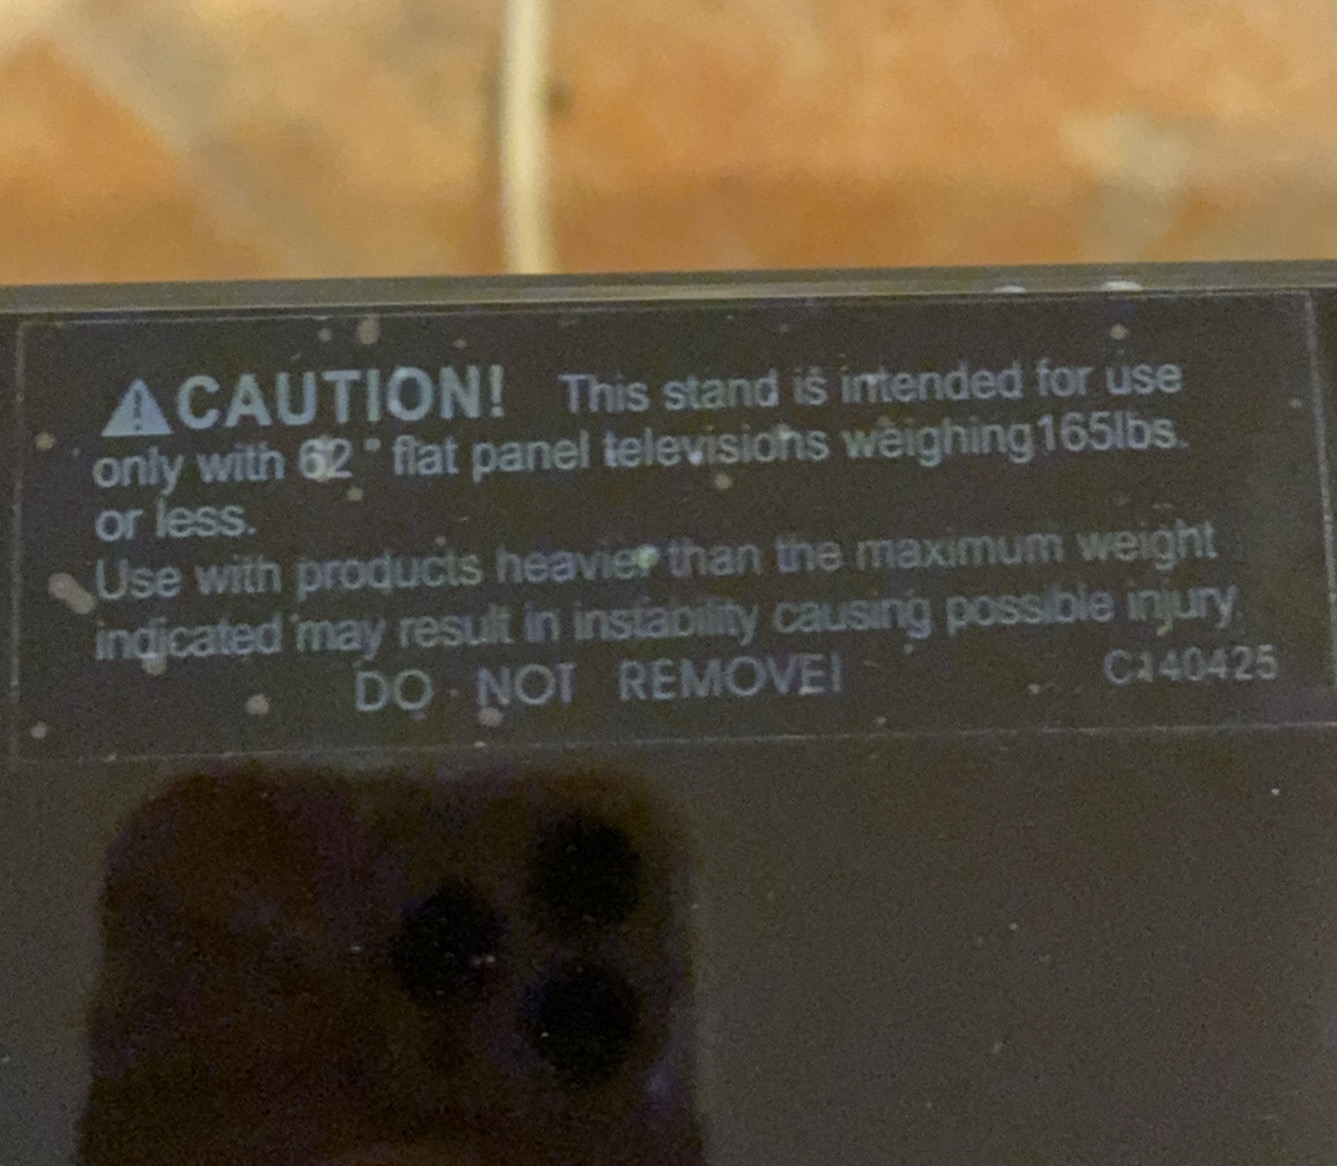 ⚠CAUTION! This stand is intended for use
only with 62" flat panel televisions weighing165lbs.
or less.
Use with products heavier than the maximum weight
indicated may result in instability causing possible injury.
DO NOT REMOVE! CA40425